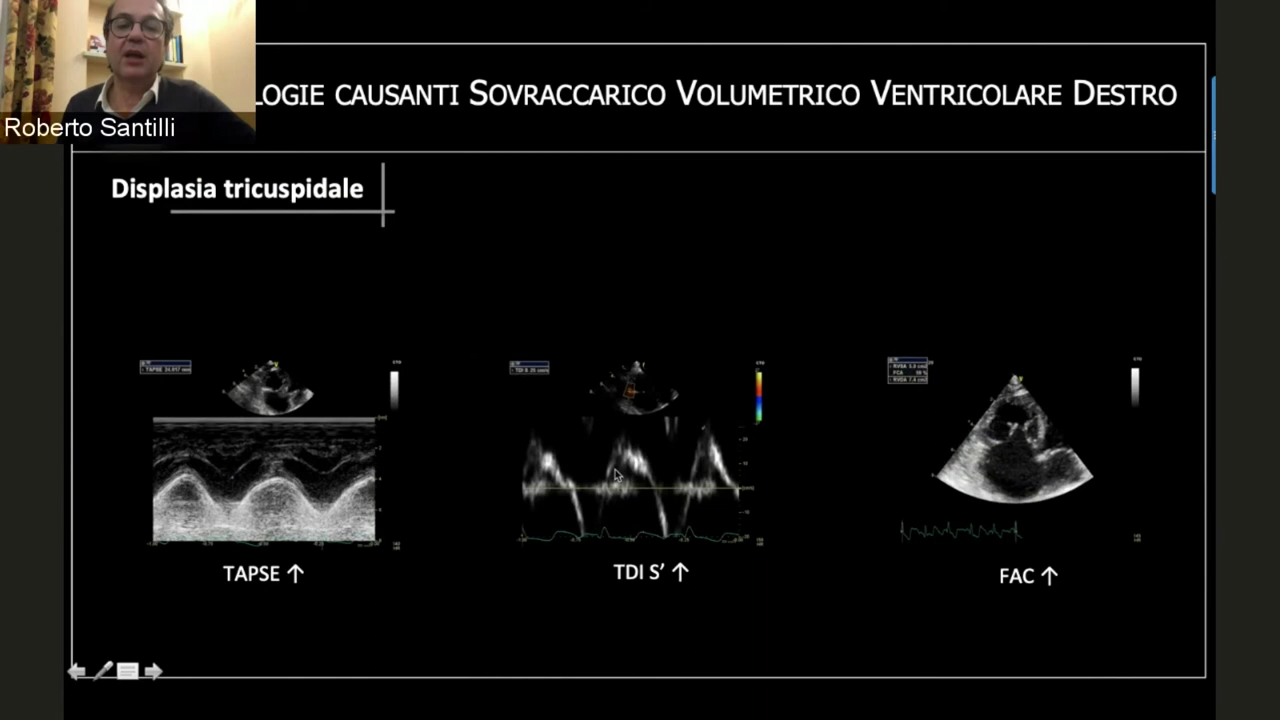 LOGIE CAUSANTI SOVRACCARICO VOLUMETRICO VENTRICOLARE DESTRO
Roberto Santilli
Displasia tricuspidale
TAPSE ↑
TDI S’ ↑
FAC ↑